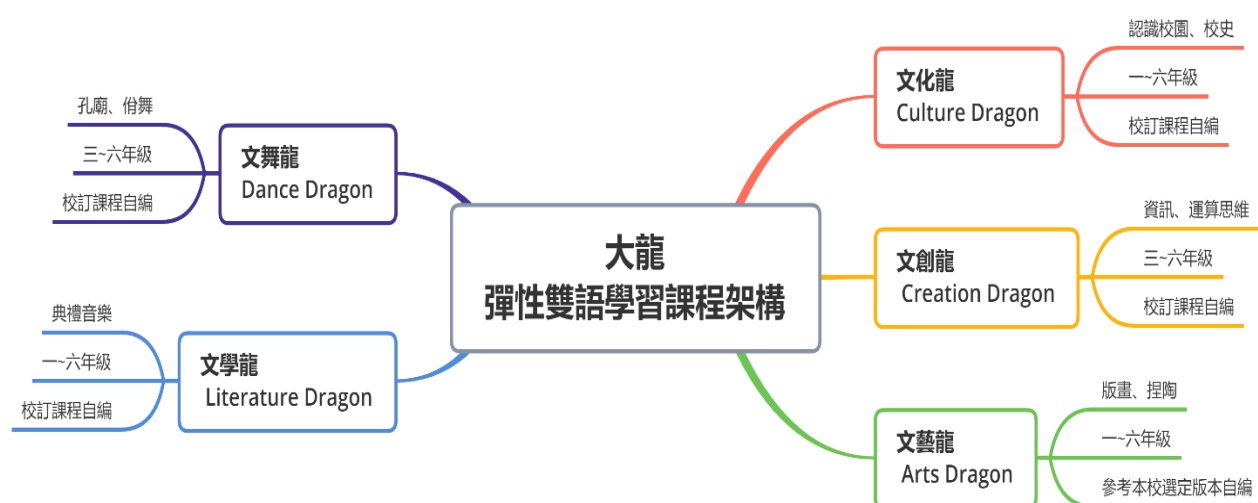 大龍
彈性雙語學習課程架構
文化龍
Culture Dragon
認識校園、校史
一~六年級
校訂課程自編
文創龍
Creation Dragon
資訊、運算思維
三~六年級
校訂課程自編
文藝龍
Arts Dragon
版畫、捏陶
一~六年級
參考本校選定版本自編
文舞龍
Dance Dragon
孔廟、佾舞
三~六年級
校訂課程自編
文學龍
Literature Dragon
典禮音樂
一~六年級
校訂課程自編